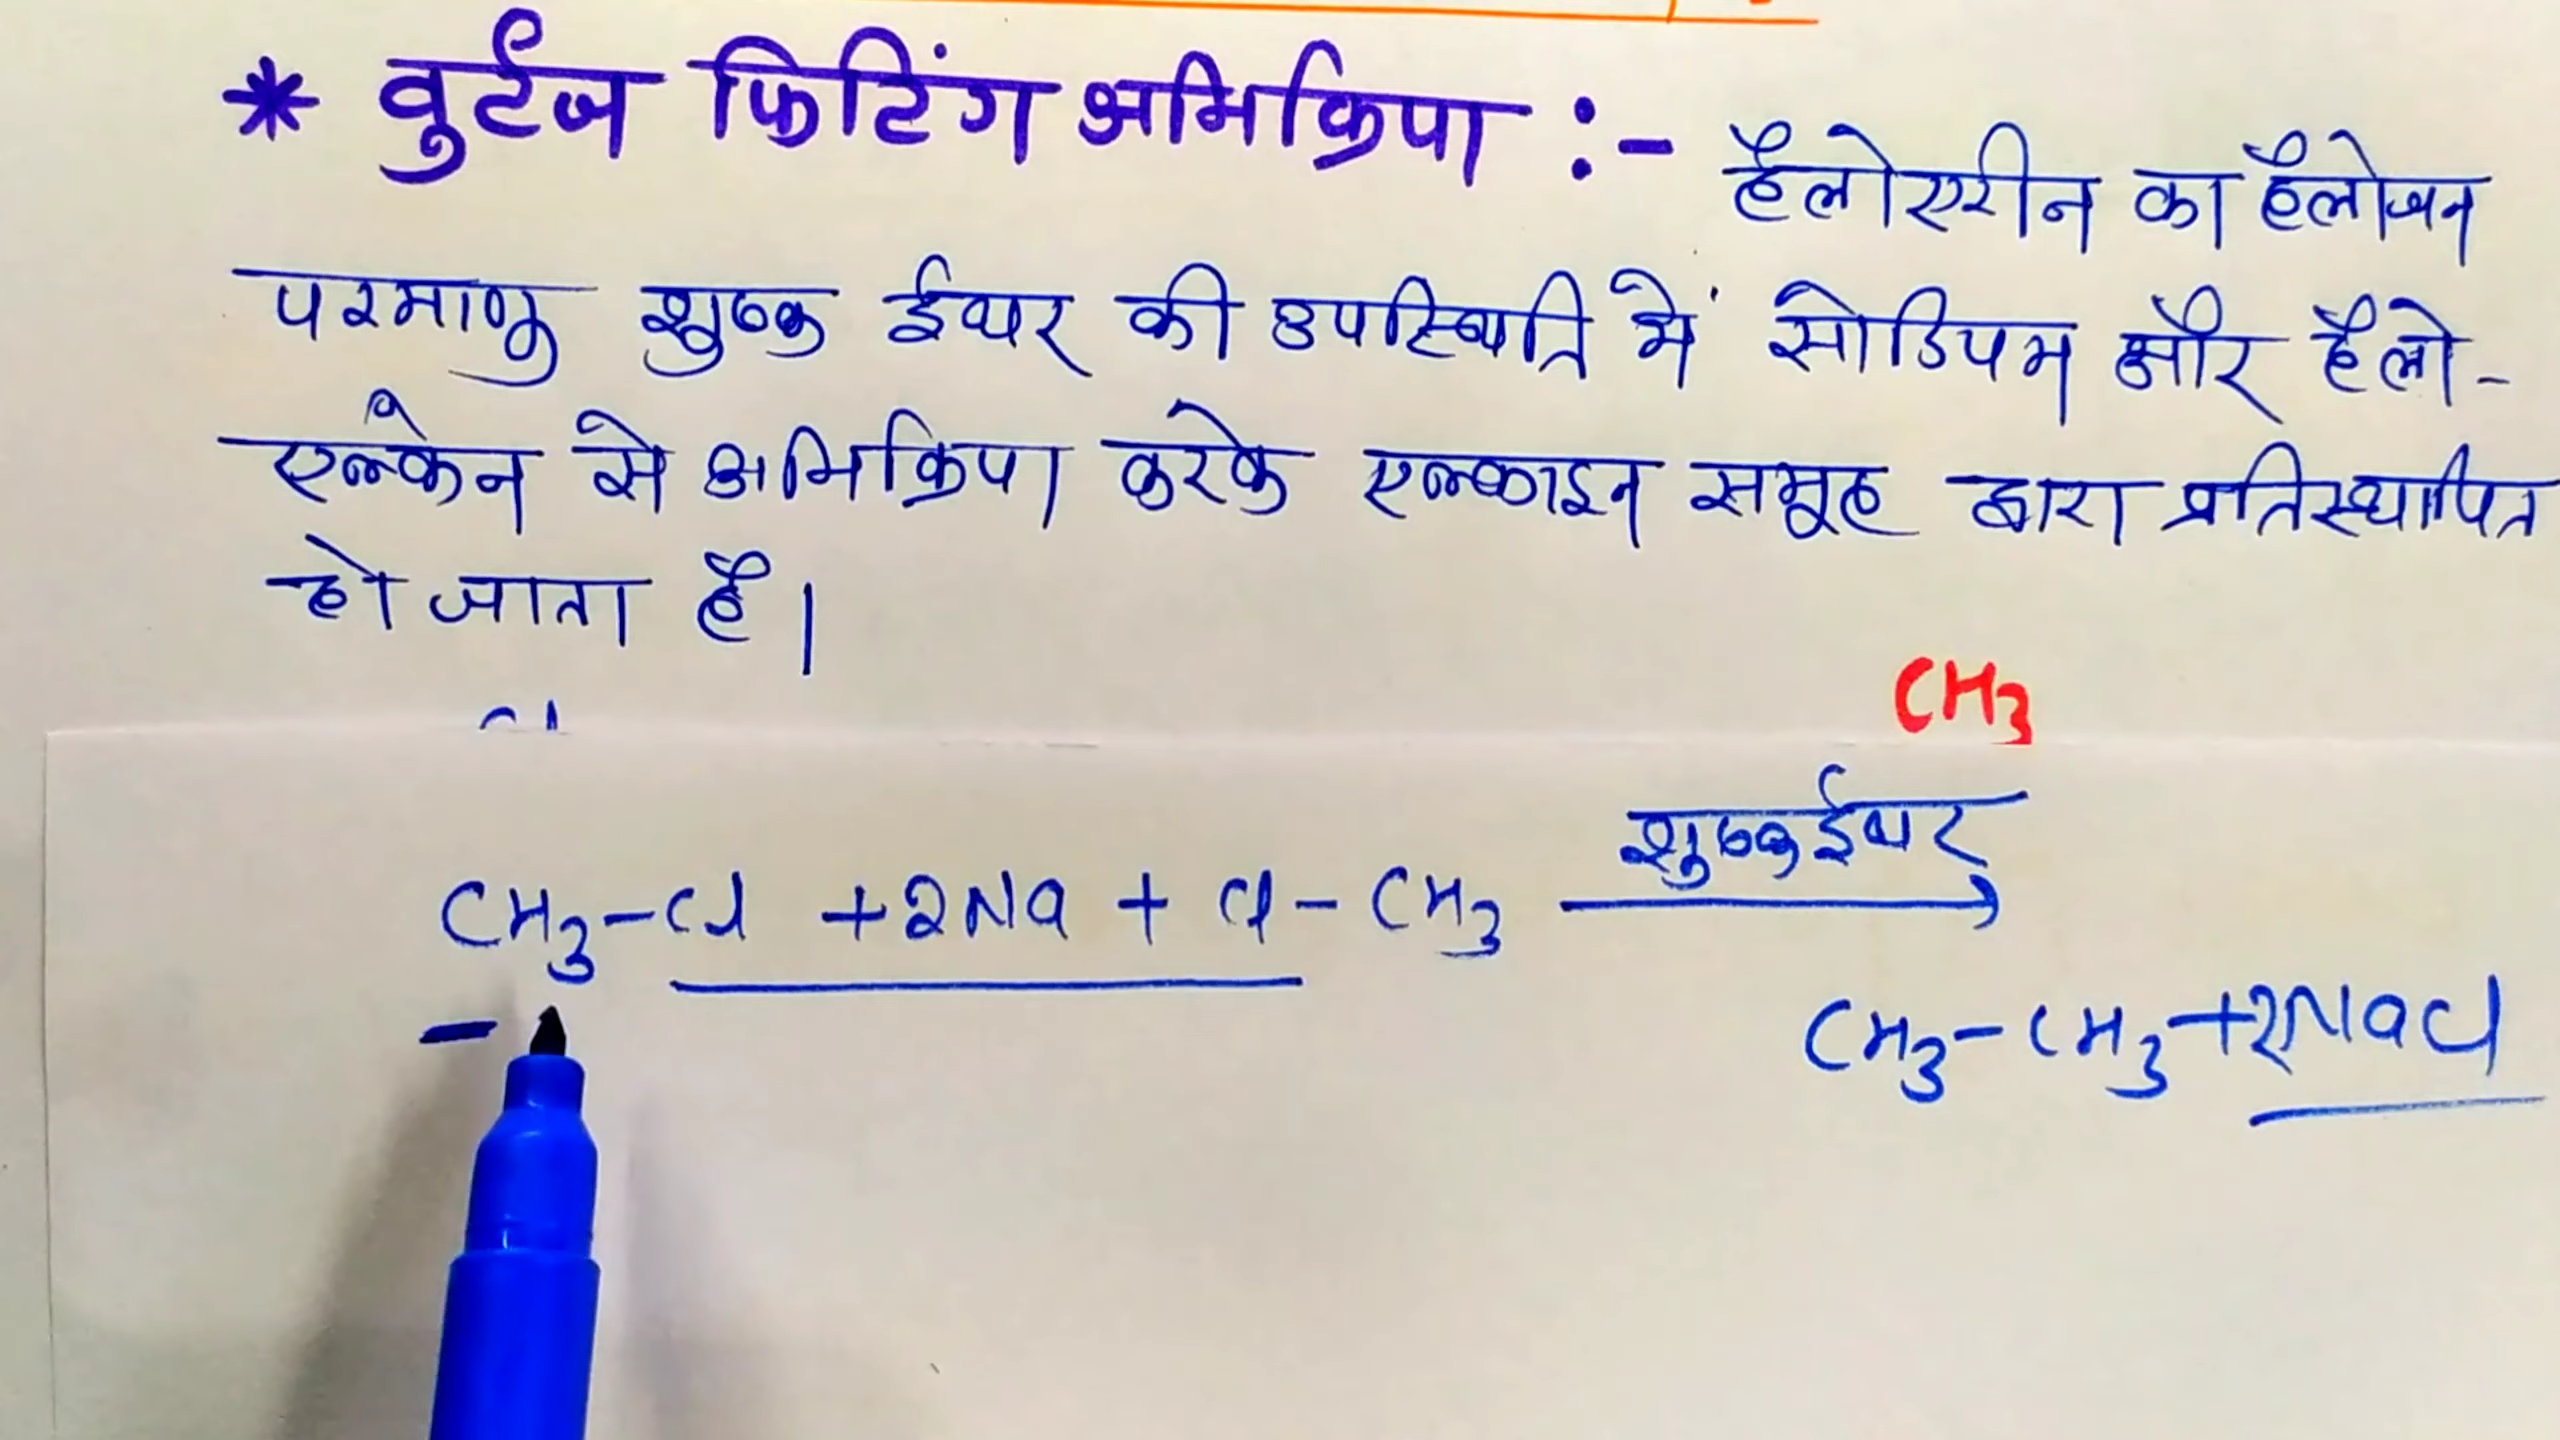 * वुर्टज फिटिंग अभिक्रिया :- हैलोएरीन का हैलोजन
परमाणु शुष्क ईथर की उपस्थिति में सोडियम और हैलो-
एल्केन से अभिक्रिया करके एल्काइन समूह द्वारा प्रतिस्थापित
हो जाता है।
CH3
शुष्क ईथर
CH3-Cl + 2Na + Cl-CH3 →
CH3-CH3+2NaCl